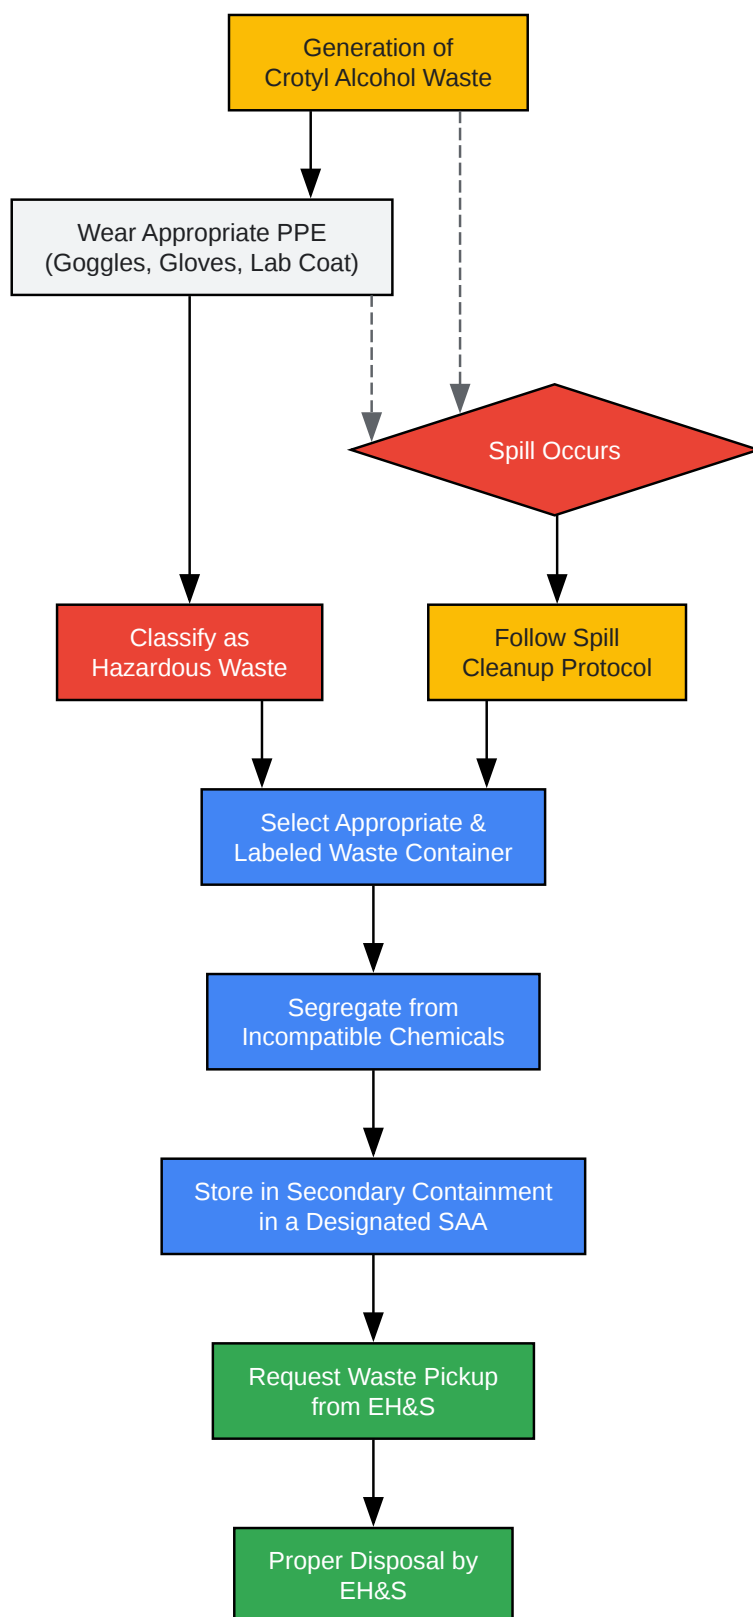 Generation of
Crotyl Alcohol Waste
Wear Appropriate PPE
(Goggles, Gloves, Lab Coat)
Spill Occurs
Classify as
Hazardous Waste
Follow Spill
Cleanup Protocol
Select Appropriate &
Labeled Waste Container
Segregate from
Incompatible Chemicals
Store in Secondary Containment
in a Designated SAA
Request Waste Pickup
from EH&S
Proper Disposal by
EH&S